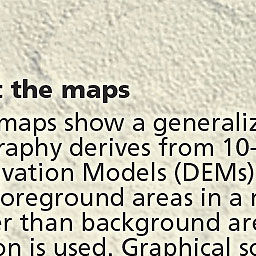 the maps
maps show a generaliz
raphy derives from 10-
vation Models (DEMs)
oreground areas in a r
er than background are
on is used. Graphical sc